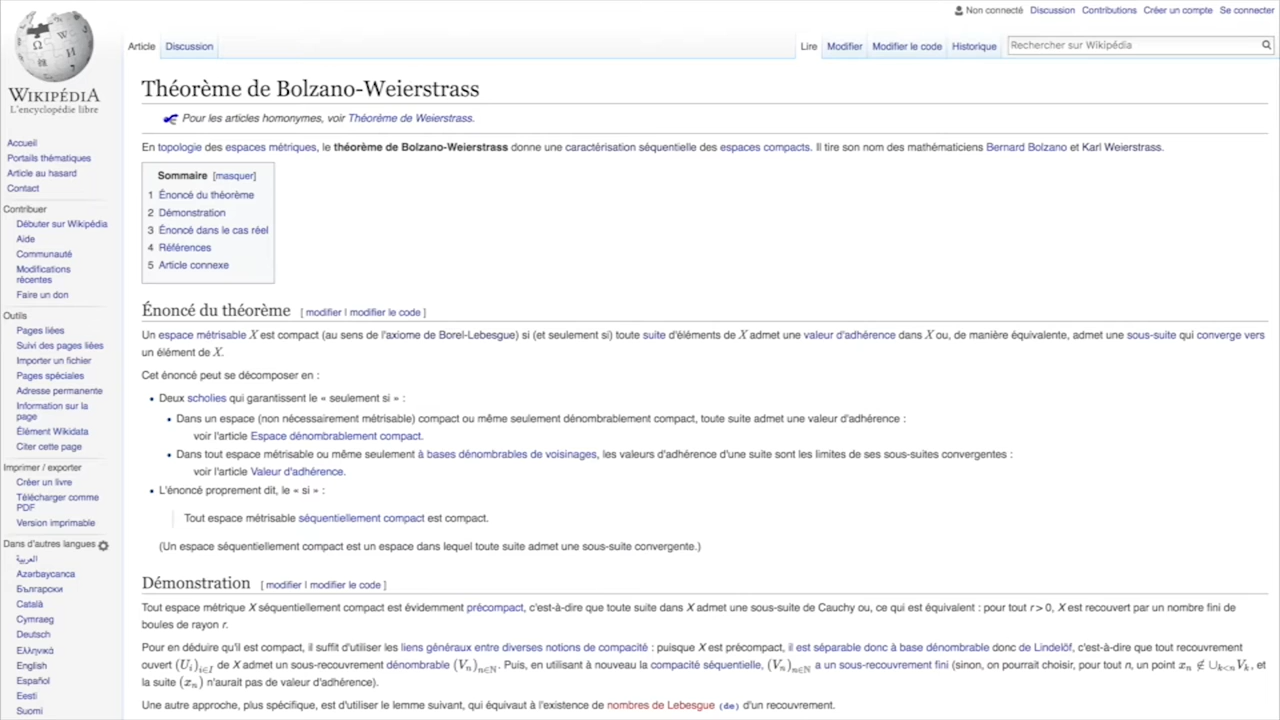 Non connecté Discussion Contributions Créer un compte Se connecter
Article Discussion Lire Modifier Modifier le code Historique Rechercher sur Wikipédia
WIKIPÉDIA
L'encyclopédie libre
Accueil
Portails thématiques
Article au hasard
Contact
Contribuer
Débuter sur Wikipédia
Aide
Communauté
Modifications
récentes
Faire un don
Outils
Pages liées
Suivi des pages liées
Importer un fichier
Pages spéciales
Adresse permanente
Information sur la
page
Élément Wikidata
Citer cette page
Imprimer / exporter
Créer un livre
Télécharger comme
PDF
Version imprimable
Dans d'autres langues
العربية
Azərbaycanca
Български
Català
Cymraeg
Deutsch
Ελληνικά
English
Español
Eesti
Suomi
Théorème de Bolzano-Weierstrass
Pour les articles homonymes, voir Théorème de Weierstrass.
En topologie des espaces métriques, le théorème de Bolzano-Weierstrass donne une caractérisation séquentielle des espaces compacts. Il tire son nom des mathématiciens Bernard Bolzano et Karl Weierstrass.
Sommaire [masquer]
1 Énoncé du théorème
2 Démonstration
3 Énoncé dans le cas réel
4 Références
5 Article connexe
Énoncé du théorème [ modifier | modifier le code ]
Un espace métrisable X est compact (au sens de l'axiome de Borel-Lebesgue) si (et seulement si) toute suite d'éléments de X admet une valeur d'adhérence dans X ou, de manière équivalente, admet une sous-suite qui converge vers
un élément de X.
Cet énoncé peut se décomposer en :
• Deux scholies qui garantissent le « seulement si » :
• Dans un espace (non nécessairement métrisable) compact ou même seulement dénombrablement compact, toute suite admet une valeur d'adhérence :
voir l'article Espace dénombrablement compact.
• Dans tout espace métrisable ou même seulement à bases dénombrables de voisinages, les valeurs d'adhérence d'une suite sont les limites de ses sous-suites convergentes :
voir l'article Valeur d'adhérence.
• L'énoncé proprement dit, le « si » :
Tout espace métrisable séquentiellement compact est compact.
(Un espace séquentiellement compact est un espace dans lequel toute suite admet une sous-suite convergente.)
Démonstration [ modifier | modifier le code ]
Tout espace métrique X séquentiellement compact est évidemment précompact, c'est-à-dire que toute suite dans X admet une sous-suite de Cauchy ou, ce qui est équivalent : pour tout r > 0, X est recouvert par un nombre fini de
boules de rayon r.
Pour en déduire qu'il est compact, il suffit d'utiliser les liens généraux entre diverses notions de compacité : puisque X est précompact, il est séparable donc à base dénombrable donc de Lindelöf, c'est-à-dire que tout recouvrement
ouvert (Uᵢ)ᵢ∈I de X admet un sous-recouvrement dénombrable (Vₙ)ₙ∈ℕ. Puis, en utilisant à nouveau la compacité séquentielle, (Vₙ)ₙ∈ℕ a un sous-recouvrement fini (sinon, on pourrait choisir, pour tout n, un point xₙ ∉ ∪ₖ<ₙVₖ, et
la suite (xₙ) n'aurait pas de valeur d'adhérence).
Une autre approche, plus spécifique, est d'utiliser le lemme suivant, qui équivaut à l'existence de nombres de Lebesgue (de) d'un recouvrement.